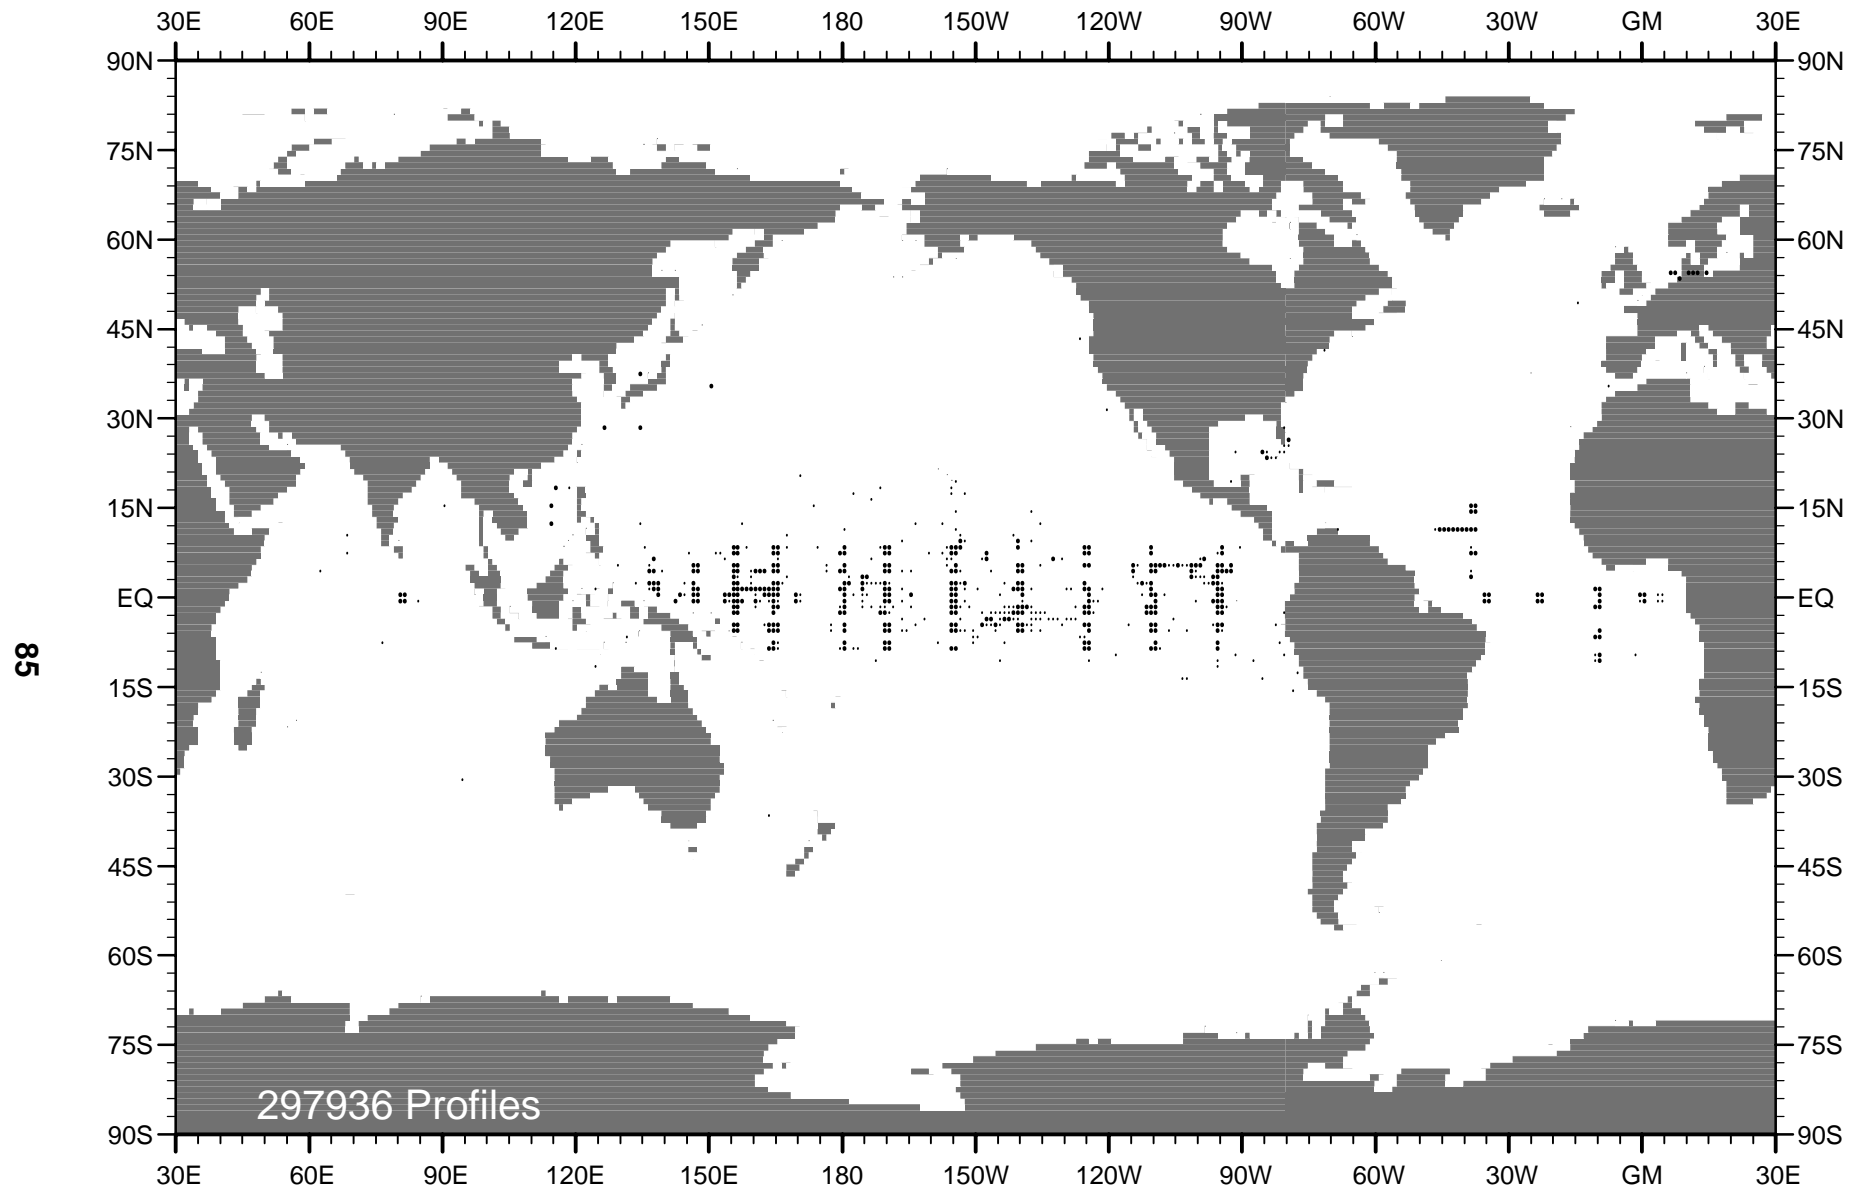 30E 60E 90E 120E 150E 180 150W 120W 90W 60W 30W GM 30E
90N 90N
75N 75N
60N 60N
45N 45N
30N 30N
15N 15N
EQ EQ
85
15S 15S
30S 30S
45S 45S
60S 60S
75S 75S
297936 Profiles
90S 90S
30E 60E 90E 120E 150E 180 150W 120W 90W 60W 30W GM 30E